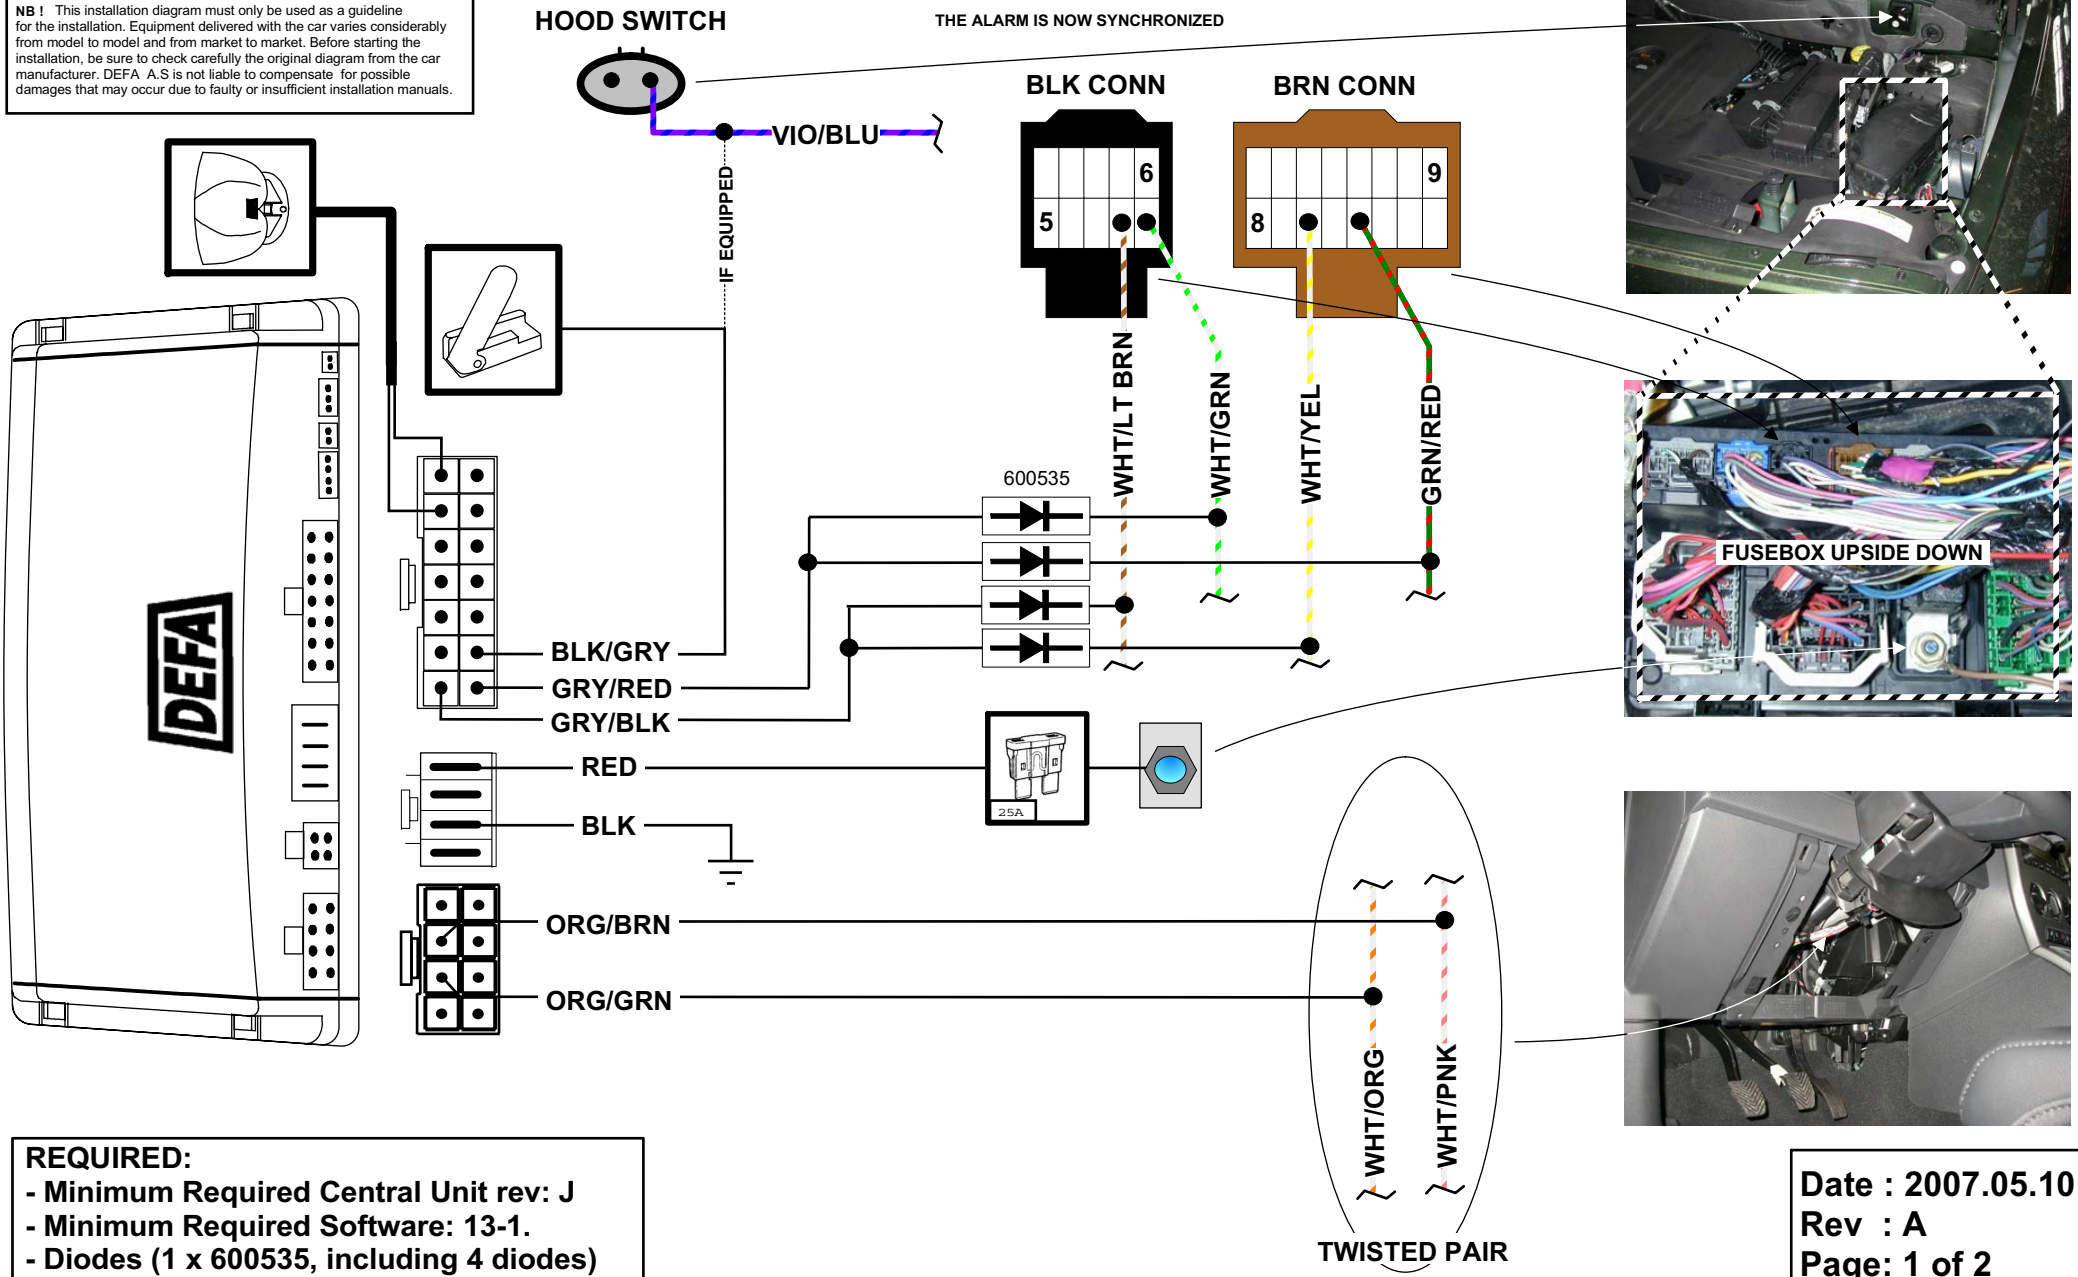 NB ! This installation diagram must only be used as a guideline
for the installation. Equipment delivered with the car varies considerably
from model to model and from market to market. Before starting the
installation, be sure to check carefully the original diagram from the car
manufacturer. DEFA A.S is not liable to compensate for possible
damages that may occur due to faulty or insufficient installation manuals.
HOOD SWITCH
THE ALARM IS NOW SYNCHRONIZED
VIO/BLU
IF EQUIPPED
BLK CONN
BRN CONN
6
5
9
8
WHT/LT BRN
WHT/GRN
WHT/YEL
GRN/RED
600535
FUSEBOX UPSIDE DOWN
DEFA
BLK/GRY
GRY/RED
GRY/BLK
RED
25A
BLK
ORG/BRN
ORG/GRN
WHT/ORG
WHT/PNK
TWISTED PAIR
REQUIRED:
- Minimum Required Central Unit rev: J
- Minimum Required Software: 13-1.
- Diodes (1 x 600535, including 4 diodes)
Date : 2007.05.10
Rev : A
Page: 1 of 2